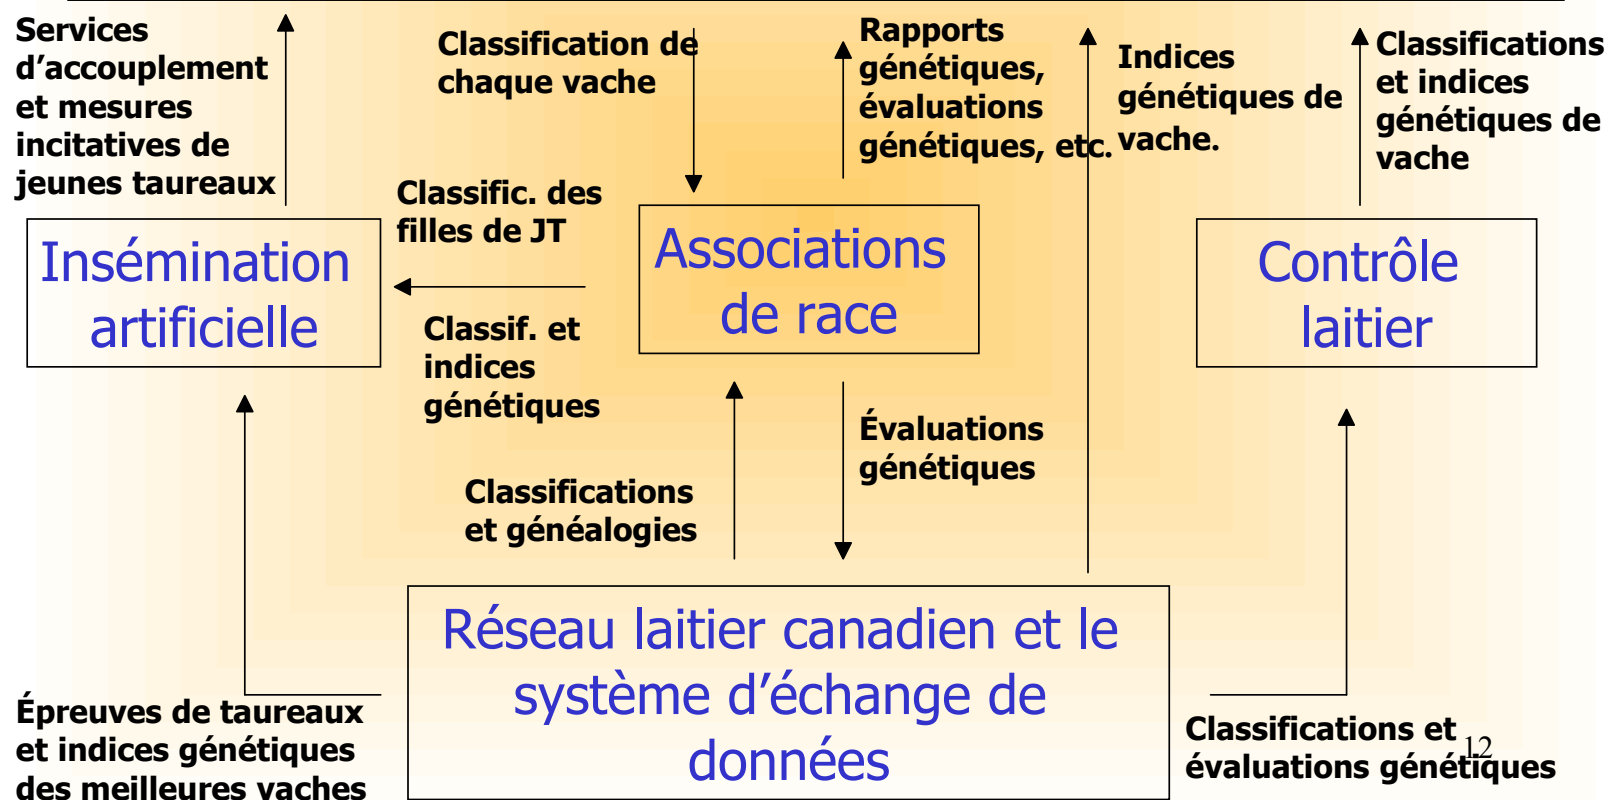 Services
d’accouplement
et mesures
incitatives de
jeunes taureaux
Classification de
chaque vache
Rapports
génétiques,
évaluations
génétiques, etc.
Indices
génétiques de
vache.
Classifications
et indices
génétiques de
vache
Classific. des
filles de JT
Insémination
artificielle
Associations
de race
Contrôle
laitier
Classif. et
indices
génétiques
Évaluations
génétiques
Classifications
et généalogies
Réseau laitier canadien et le
système d’échange de
données
Épreuves de taureaux
et indices génétiques
des meilleures vaches
Classifications et
évaluations génétiques
12